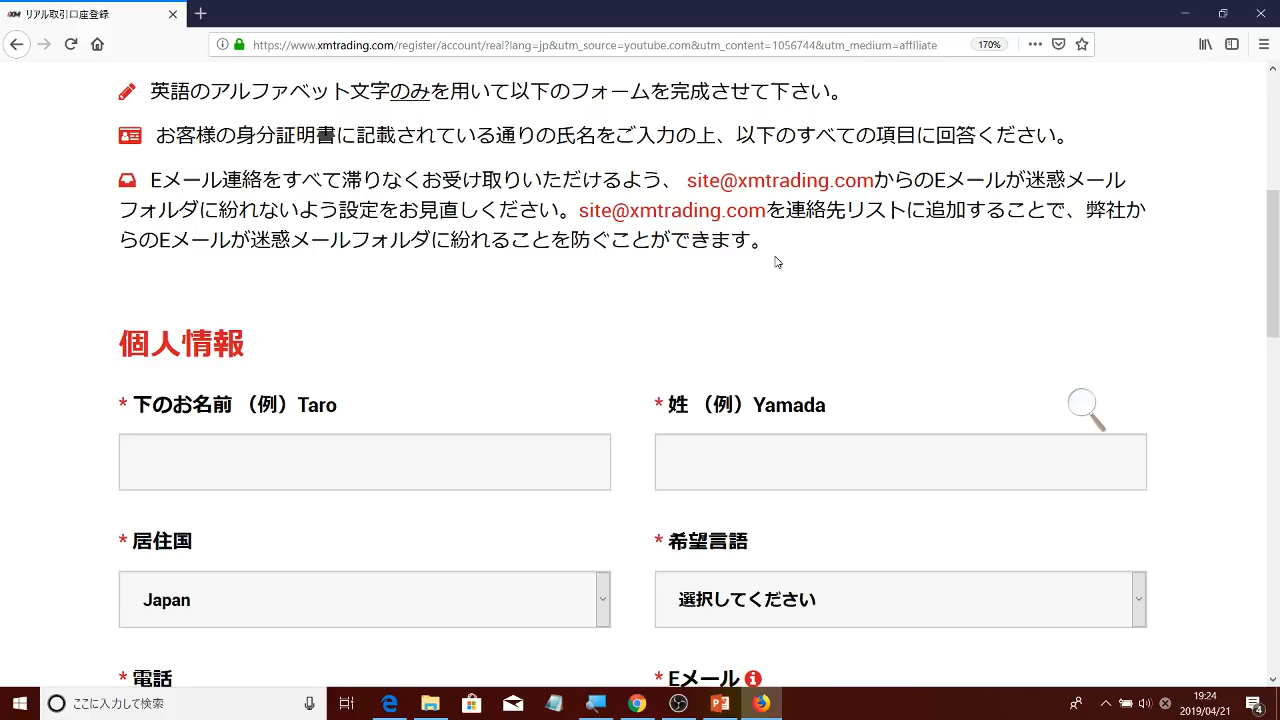 リアル取引口座登録
https://www.xmtrading.com/register/account/real?lang=jp&utm_source=youtube.com&utm_content=1056744&utm_medium=affiliate
170%
英語のアルファベット文字のみを用いて以下のフォームを完成させて下さい。
お客様の身分証明書に記載されている通りの氏名をご入力の上、以下のすべての項目に回答ください。
Eメール連絡をすべて滞りなくお受け取りいただけるよう、 site@xmtrading.comからのEメールが迷惑メール
フォルダに紛れないよう設定をお見直しください。site@xmtrading.comを連絡先リストに追加することで、弊社か
らのEメールが迷惑メールフォルダに紛れることを防ぐことができます。
個人情報
* 下のお名前 （例）Taro
* 姓 （例）Yamada
* 居住国
* 希望言語
Japan
選択してください
* 電話
* Eメール
ここに入力して検索
19:24
2019/04/21
4